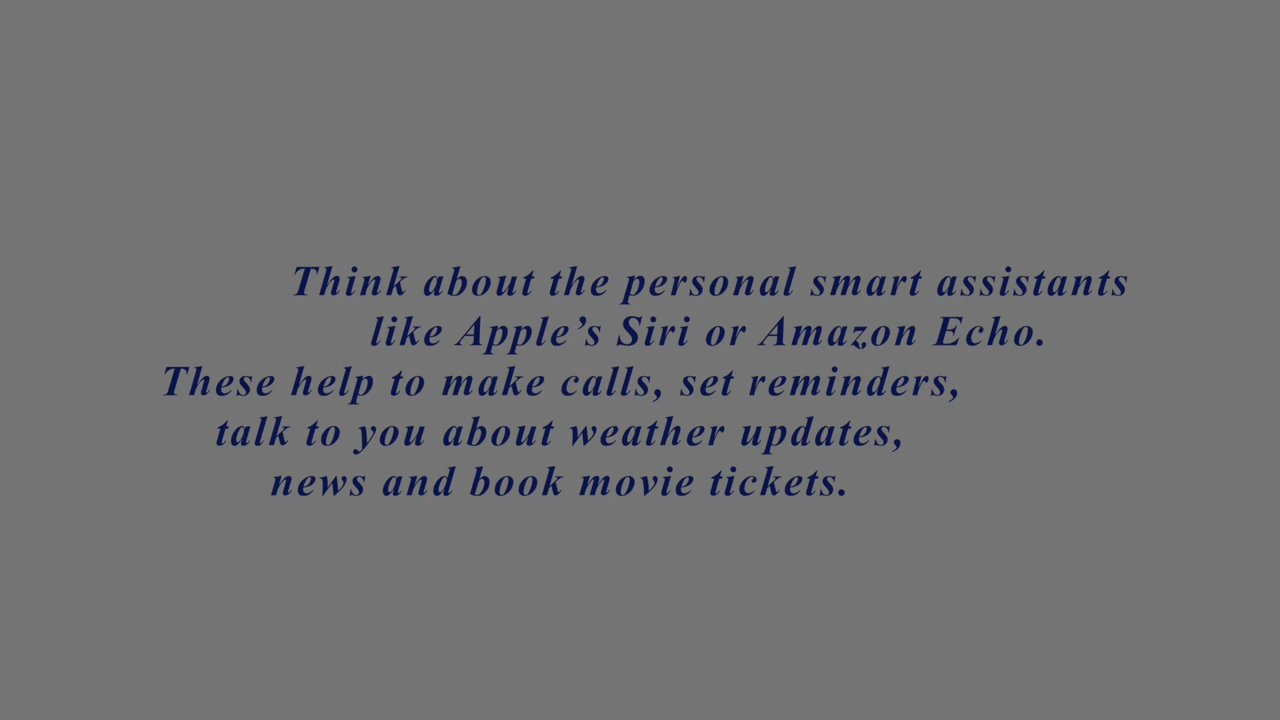 Think about the personal smart assistants
like Apple’s Siri or Amazon Echo.
These help to make calls, set reminders,
talk to you about weather updates,
news and book movie tickets.